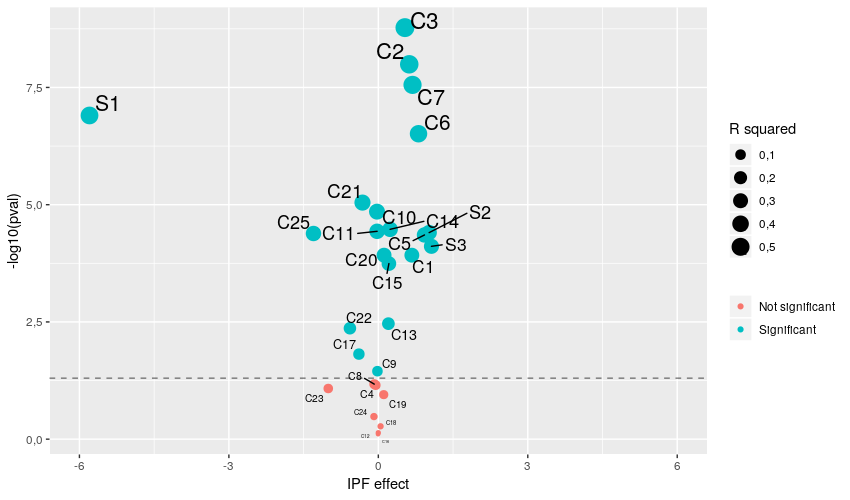 C3
C2
7,5
C7
S1
C6
C21
5,0
C10
C14
S2
C25
C11
C5
S3
C20
C1
C15
2,5
C22
C13
C17
C9
C8
C4
C23
C19
C24
C18
C12
0,0
-6
-3
0
3
6
IPF effect
-log10(pval)
R squared
0,1
0,2
0,3
0,4
0,5
Not significant
Significant